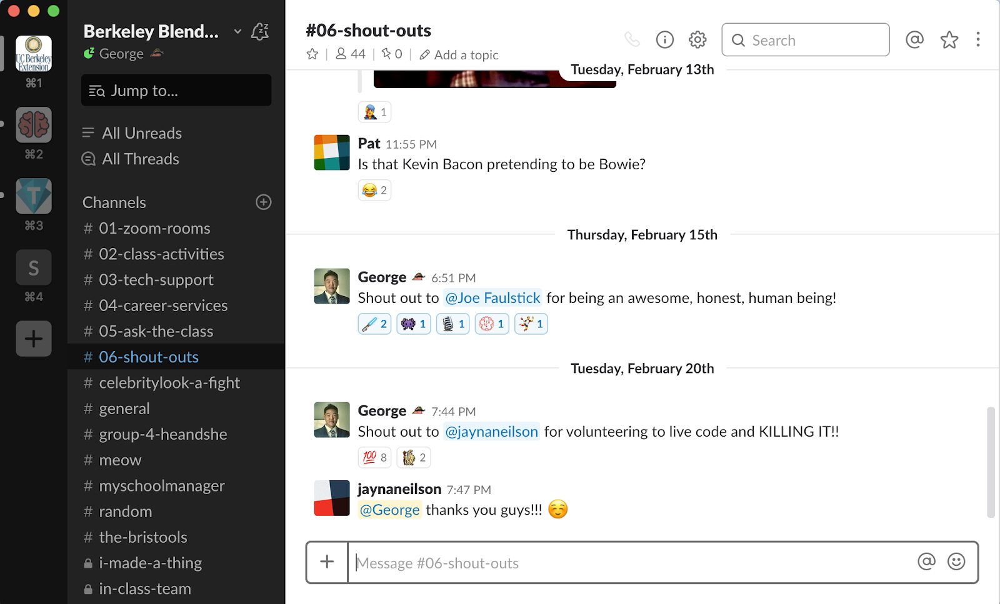 UC Berkeley
Extension
⌘1
⌘2
T
⌘3
S
⌘4
Berkeley Blend...
George
Jump to...
All Unreads
All Threads
Channels
# 01-zoom-rooms
# 02-class-activities
# 03-tech-support
# 04-career-services
# 05-ask-the-class
# 06-shout-outs
# celebritylook-a-fight
# general
# group-4-heandshe
# meow
# myschoolmanager
# random
# the-bristools
i-made-a-thing
in-class-team
#06-shout-outs
44 | 0 | Add a topic
Search
Tuesday, February 13th
1
Pat 11:55 PM
Is that Kevin Bacon pretending to be Bowie?
😂 2
Thursday, February 15th
George 6:51 PM
Shout out to @Joe Faulstick for being an awesome, honest, human being!
2 1 1 1 1
Tuesday, February 20th
George 7:44 PM
Shout out to @jaynaneilson for volunteering to live code and KILLING IT!!
💯 8 2
jaynaneilson 7:47 PM
@George thanks you guys!!! ☺️
Message #06-shout-outs